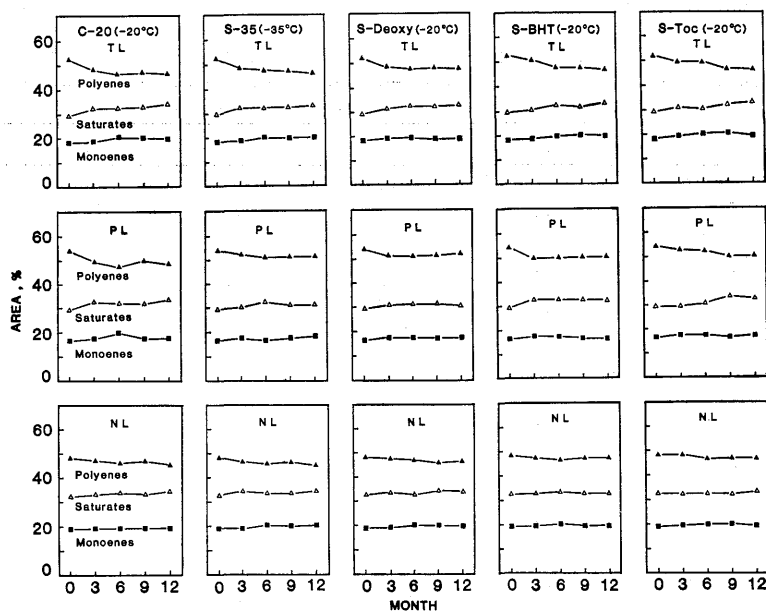 C-20 (-20°C) S-35 (-35°C) S-Deoxy (-20°C) S-BHT (-20°C) S-Toc (-20°C)
TL TL TL TL TL
60
Polyenes
40
Saturates
20
Monoenes
0
PL PL PL PL PL
60
Polyenes
40
Saturates
20
Monoenes
0
AREA, %
NL NL NL NL NL
60
Polyenes
40
Saturates
20
Monoenes
0
0 3 6 9 12 0 3 6 9 12 0 3 6 9 12 0 3 6 9 12 0 3 6 9 12
MONTH